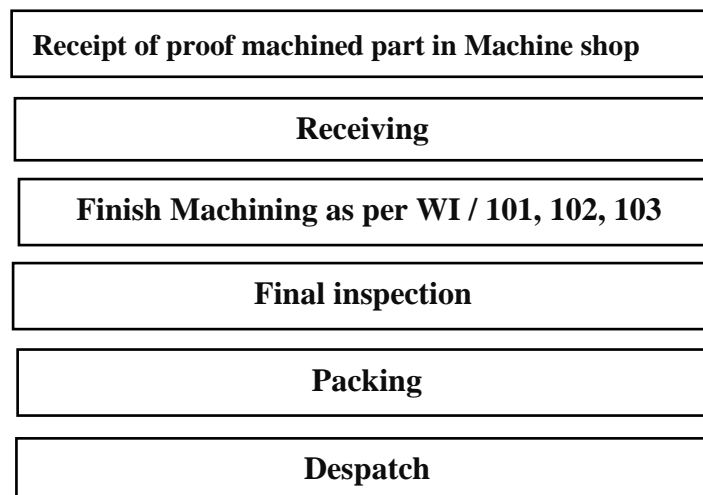 Receipt of proof machined part in Machine shop
Receiving
Finish Machining as per WI / 101, 102, 103
Final inspection
Packing
Despatch